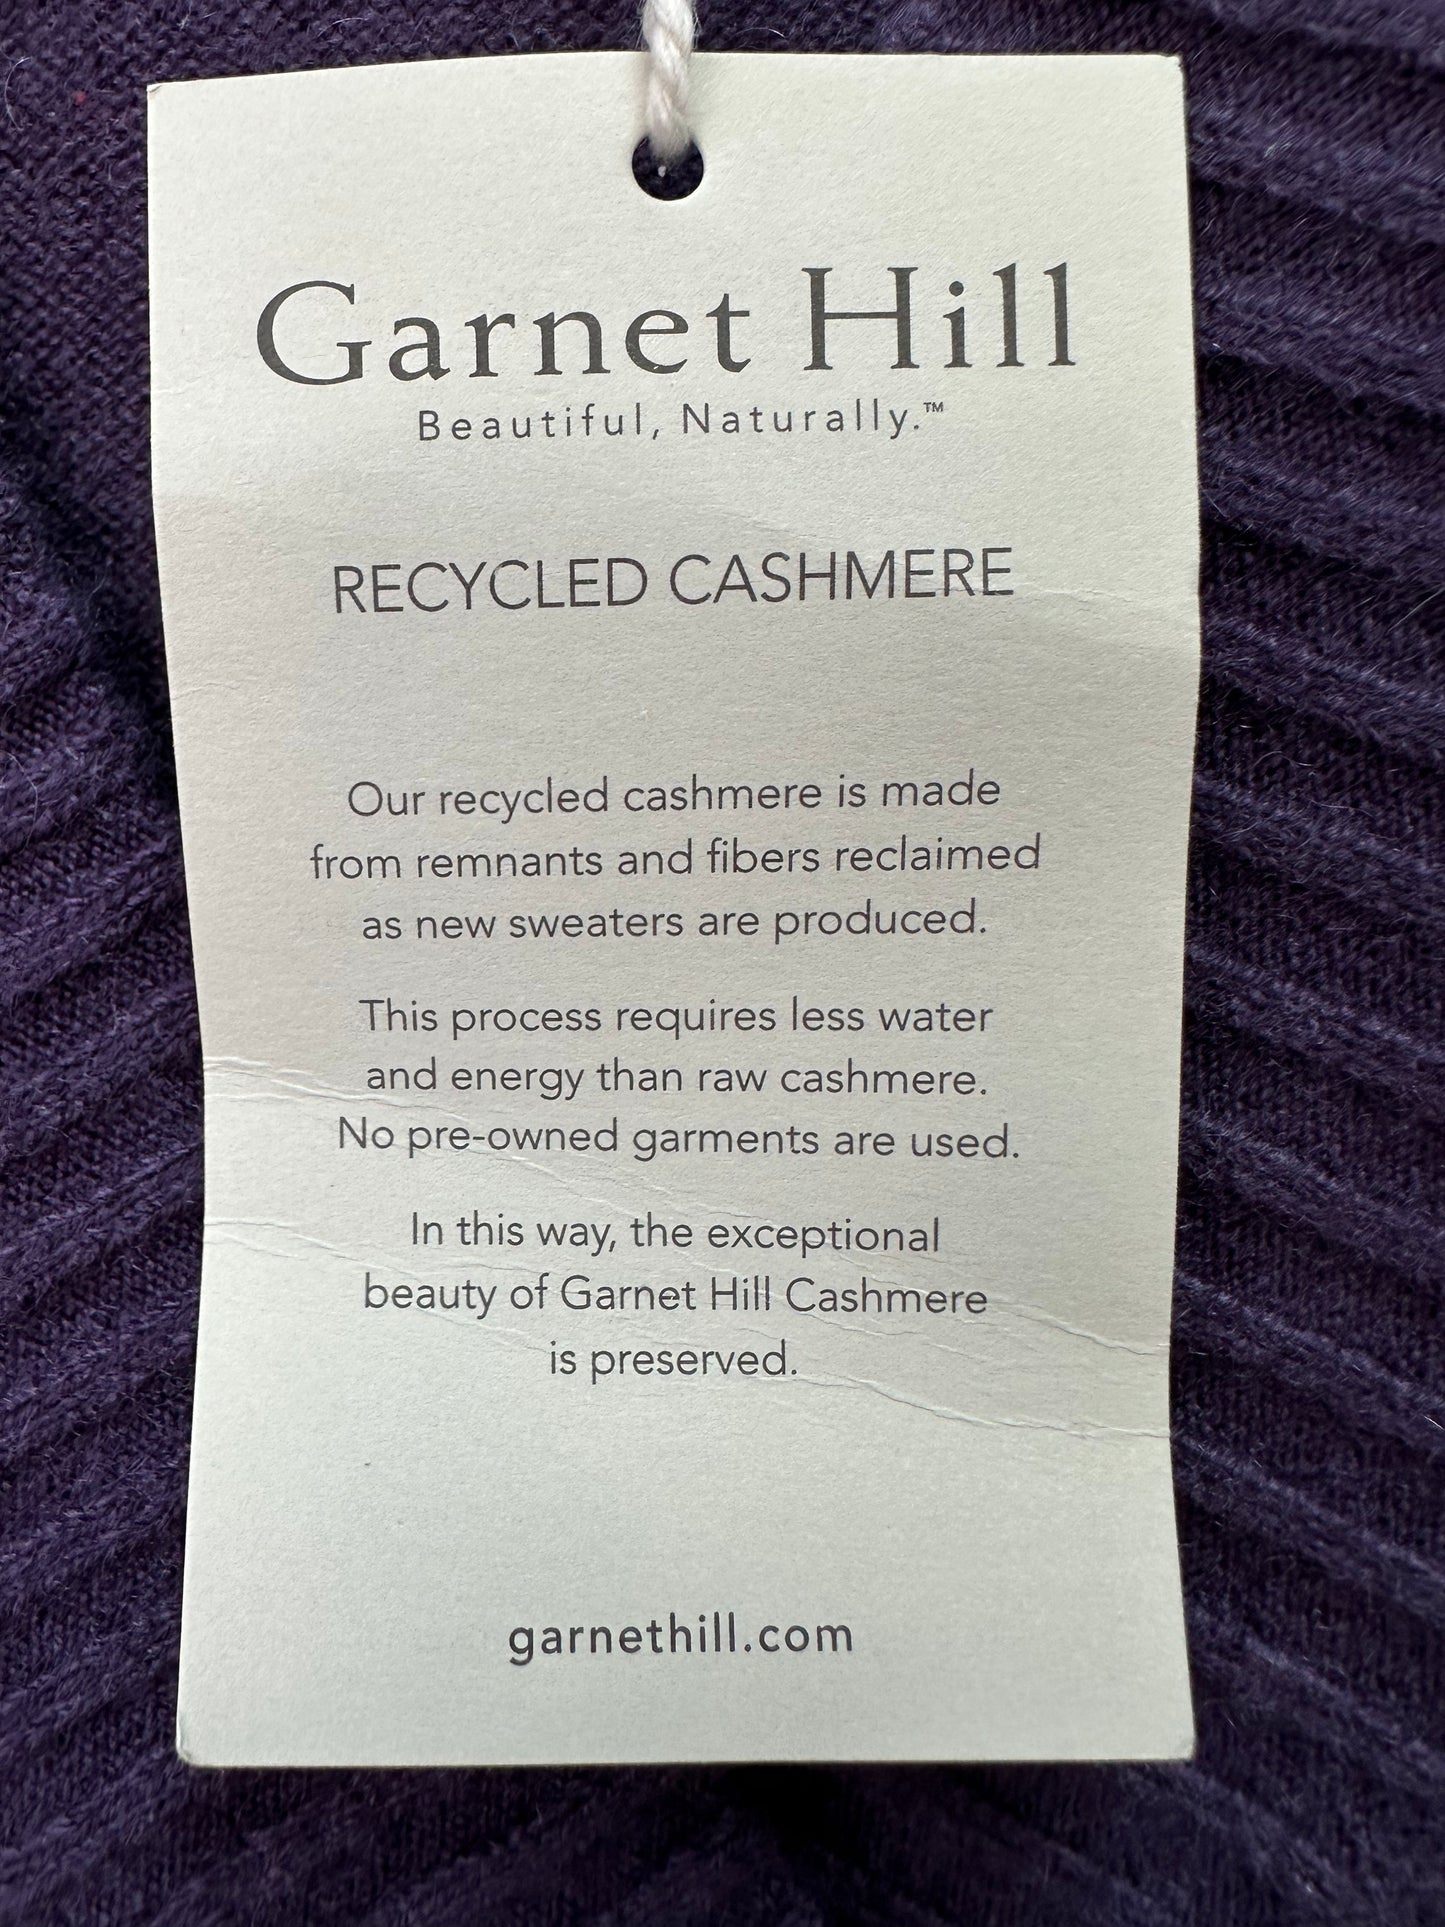 Garnet Hill
Beautiful, Naturally.™
RECYCLED CASHMERE
Our recycled cashmere is made
from remnants and fibers reclaimed
as new sweaters are produced.
This process requires less water
and energy than raw cashmere.
No pre-owned garments are used.
In this way, the exceptional
beauty of Garnet Hill Cashmere
is preserved.
garnethill.com